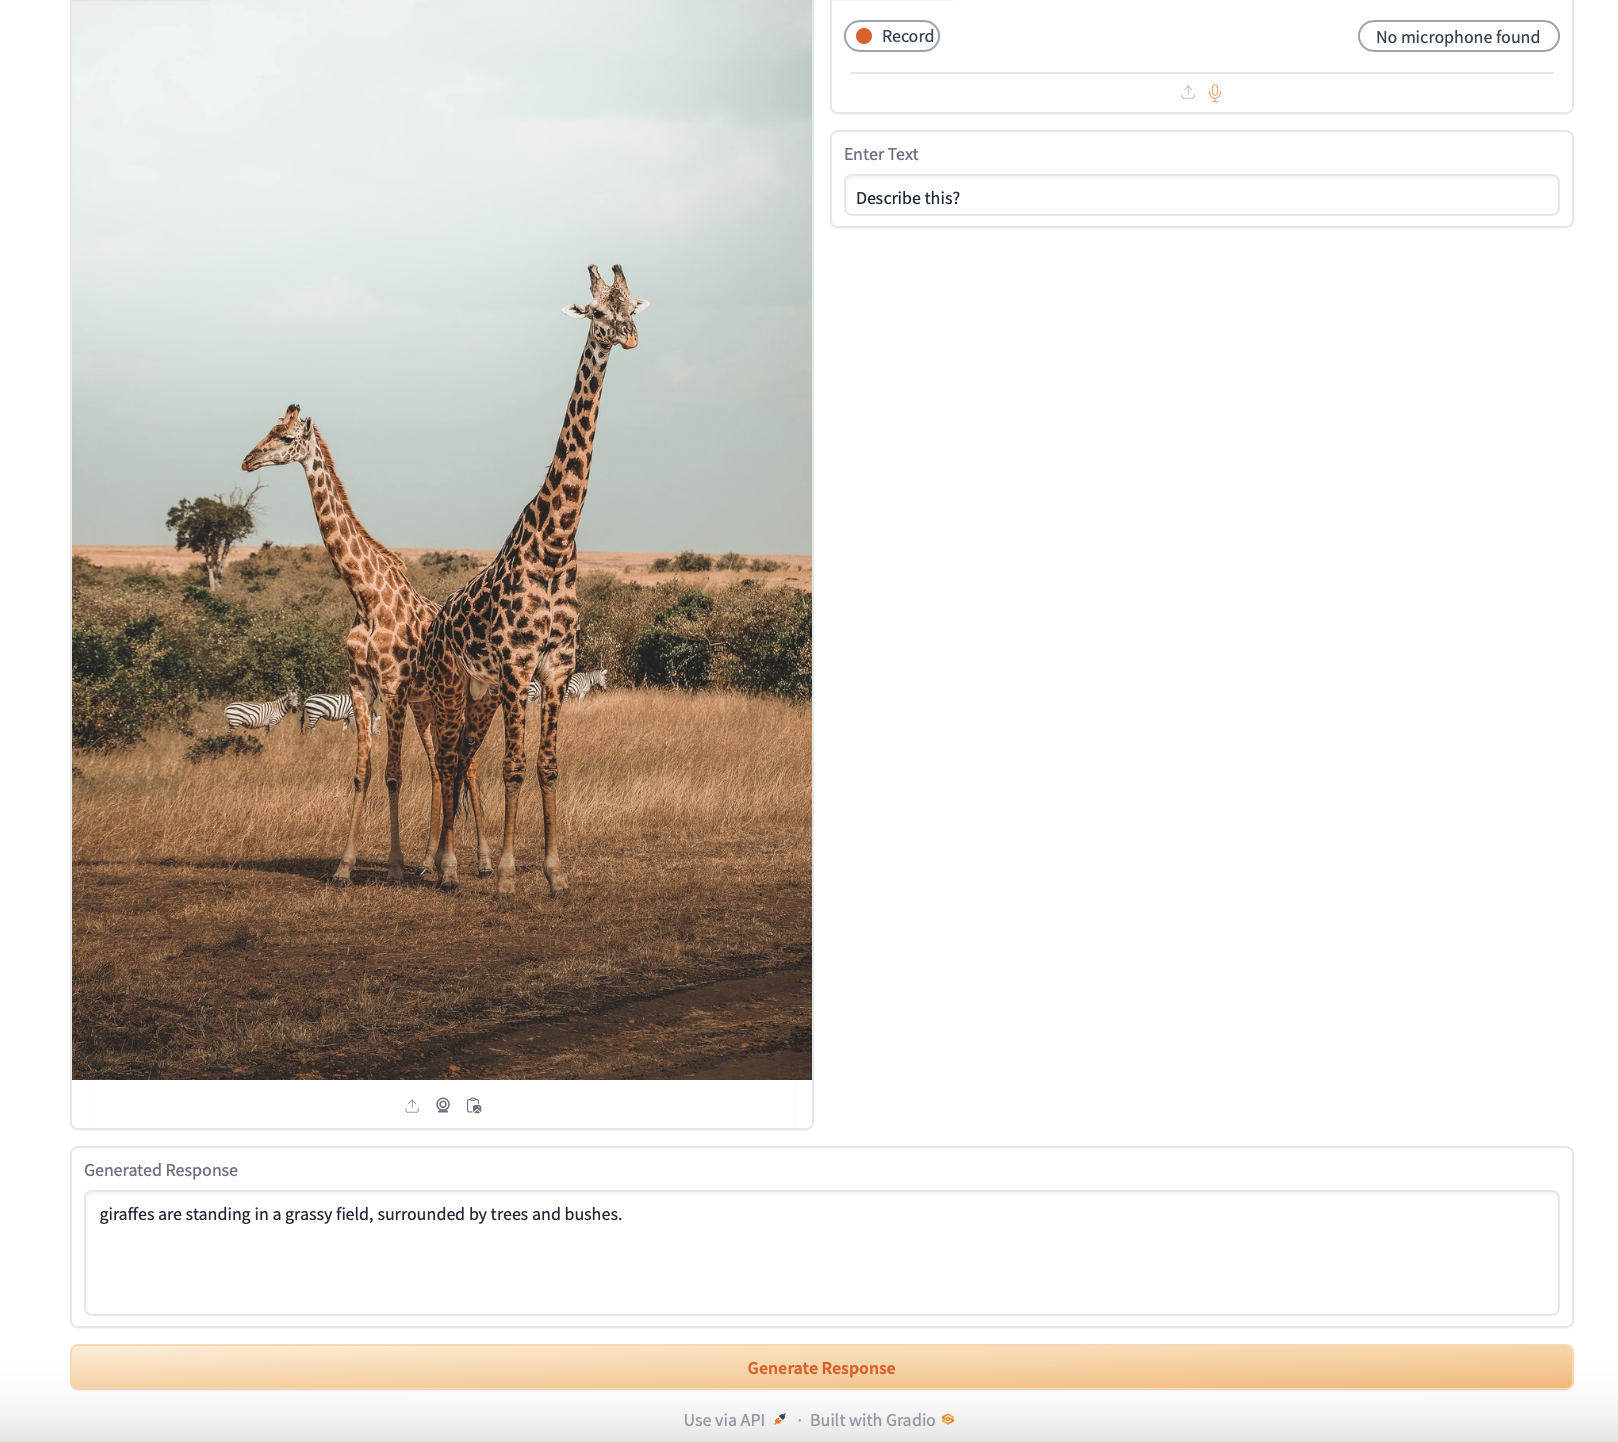 Record
No microphone found
Enter Text
Describe this?
Generated Response
giraffes are standing in a grassy field, surrounded by trees and bushes.
Generate Response
Use via API · Built with Gradio